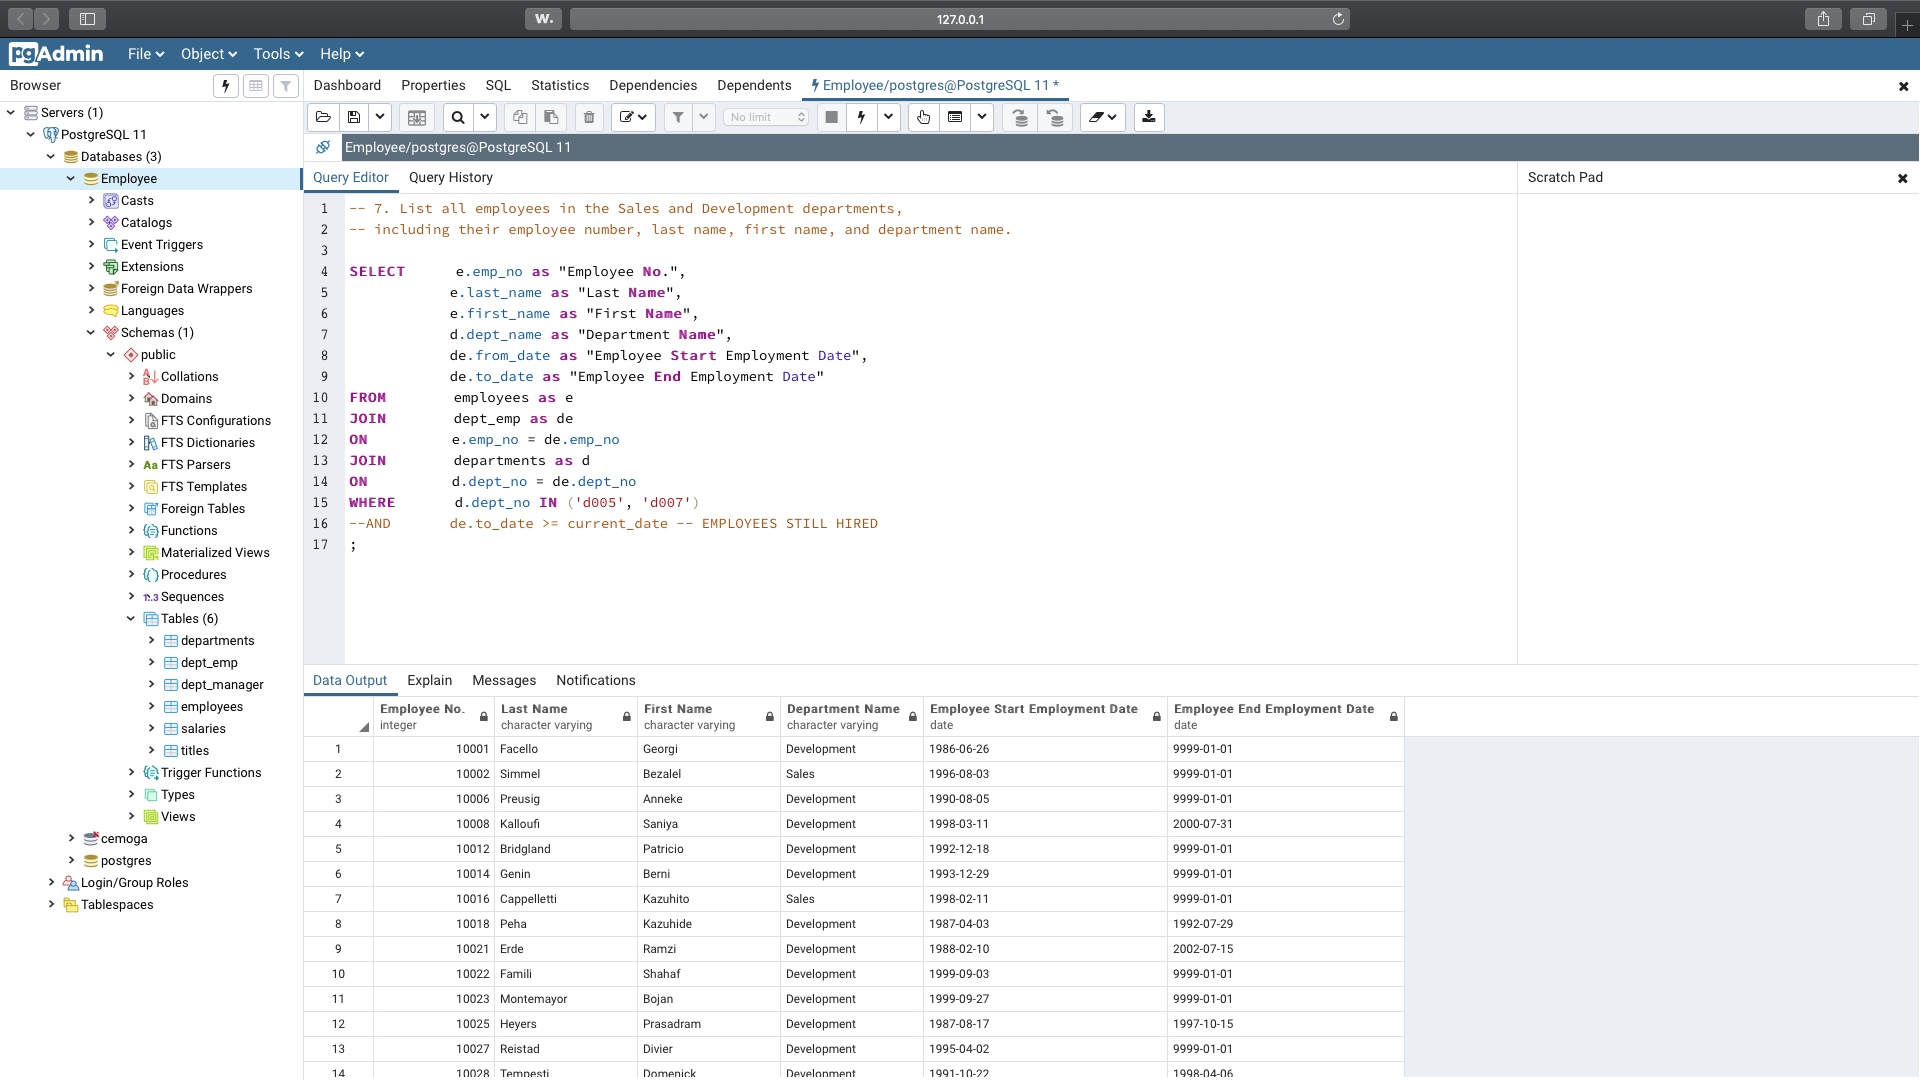 W.
127.0.0.1
pgAdmin
File
Object
Tools
Help
Browser
Dashboard
Properties
SQL
Statistics
Dependencies
Dependents
Employee/postgres@PostgreSQL 11 *
No limit
Employee/postgres@PostgreSQL 11
Servers (1)
PostgreSQL 11
Databases (3)
Employee
Casts
Catalogs
Event Triggers
Extensions
Foreign Data Wrappers
Languages
Schemas (1)
public
Collations
Domains
FTS Configurations
FTS Dictionaries
Aa FTS Parsers
FTS Templates
Foreign Tables
Functions
Materialized Views
Procedures
1..3 Sequences
Tables (6)
departments
dept_emp
dept_manager
employees
salaries
titles
Trigger Functions
Types
Views
cemoga
postgres
Login/Group Roles
Tablespaces
Query Editor
Query History
Scratch Pad
1 -- 7. List all employees in the Sales and Development departments,
2 -- including their employee number, last name, first name, and department name.
3
4 SELECT e.emp_no as "Employee No.",
5 e.last_name as "Last Name",
6 e.first_name as "First Name",
7 d.dept_name as "Department Name",
8 de.from_date as "Employee Start Employment Date",
9 de.to_date as "Employee End Employment Date"
10 FROM employees as e
11 JOIN dept_emp as de
12 ON e.emp_no = de.emp_no
13 JOIN departments as d
14 ON d.dept_no = de.dept_no
15 WHERE d.dept_no IN ('d005', 'd007')
16 --AND de.to_date >= current_date -- EMPLOYEES STILL HIRED
17 ;
Data Output
Explain
Messages
Notifications
Employee No. Last Name First Name Department Name Employee Start Employment Date Employee End Employment Date
integer character varying character varying character varying date date
1 10001 Facello Georgi Development 1986-06-26 9999-01-01
2 10002 Simmel Bezalel Sales 1996-08-03 9999-01-01
3 10006 Preusig Anneke Development 1990-08-05 9999-01-01
4 10008 Kalloufi Saniya Development 1998-03-11 2000-07-31
5 10012 Bridgland Patricio Development 1992-12-18 9999-01-01
6 10014 Genin Berni Development 1993-12-29 9999-01-01
7 10016 Cappelletti Kazuhito Sales 1998-02-11 9999-01-01
8 10018 Peha Kazuhide Development 1987-04-03 1992-07-29
9 10021 Erde Ramzi Development 1988-02-10 2002-07-15
10 10022 Famili Shahaf Development 1999-09-03 9999-01-01
11 10023 Montemayor Bojan Development 1999-09-27 9999-01-01
12 10025 Heyers Prasadram Development 1987-08-17 1997-10-15
13 10027 Reistad Divier Development 1995-04-02 9999-01-01
14 10028 Tempesti Domenick Development 1991-10-22 1998-04-06